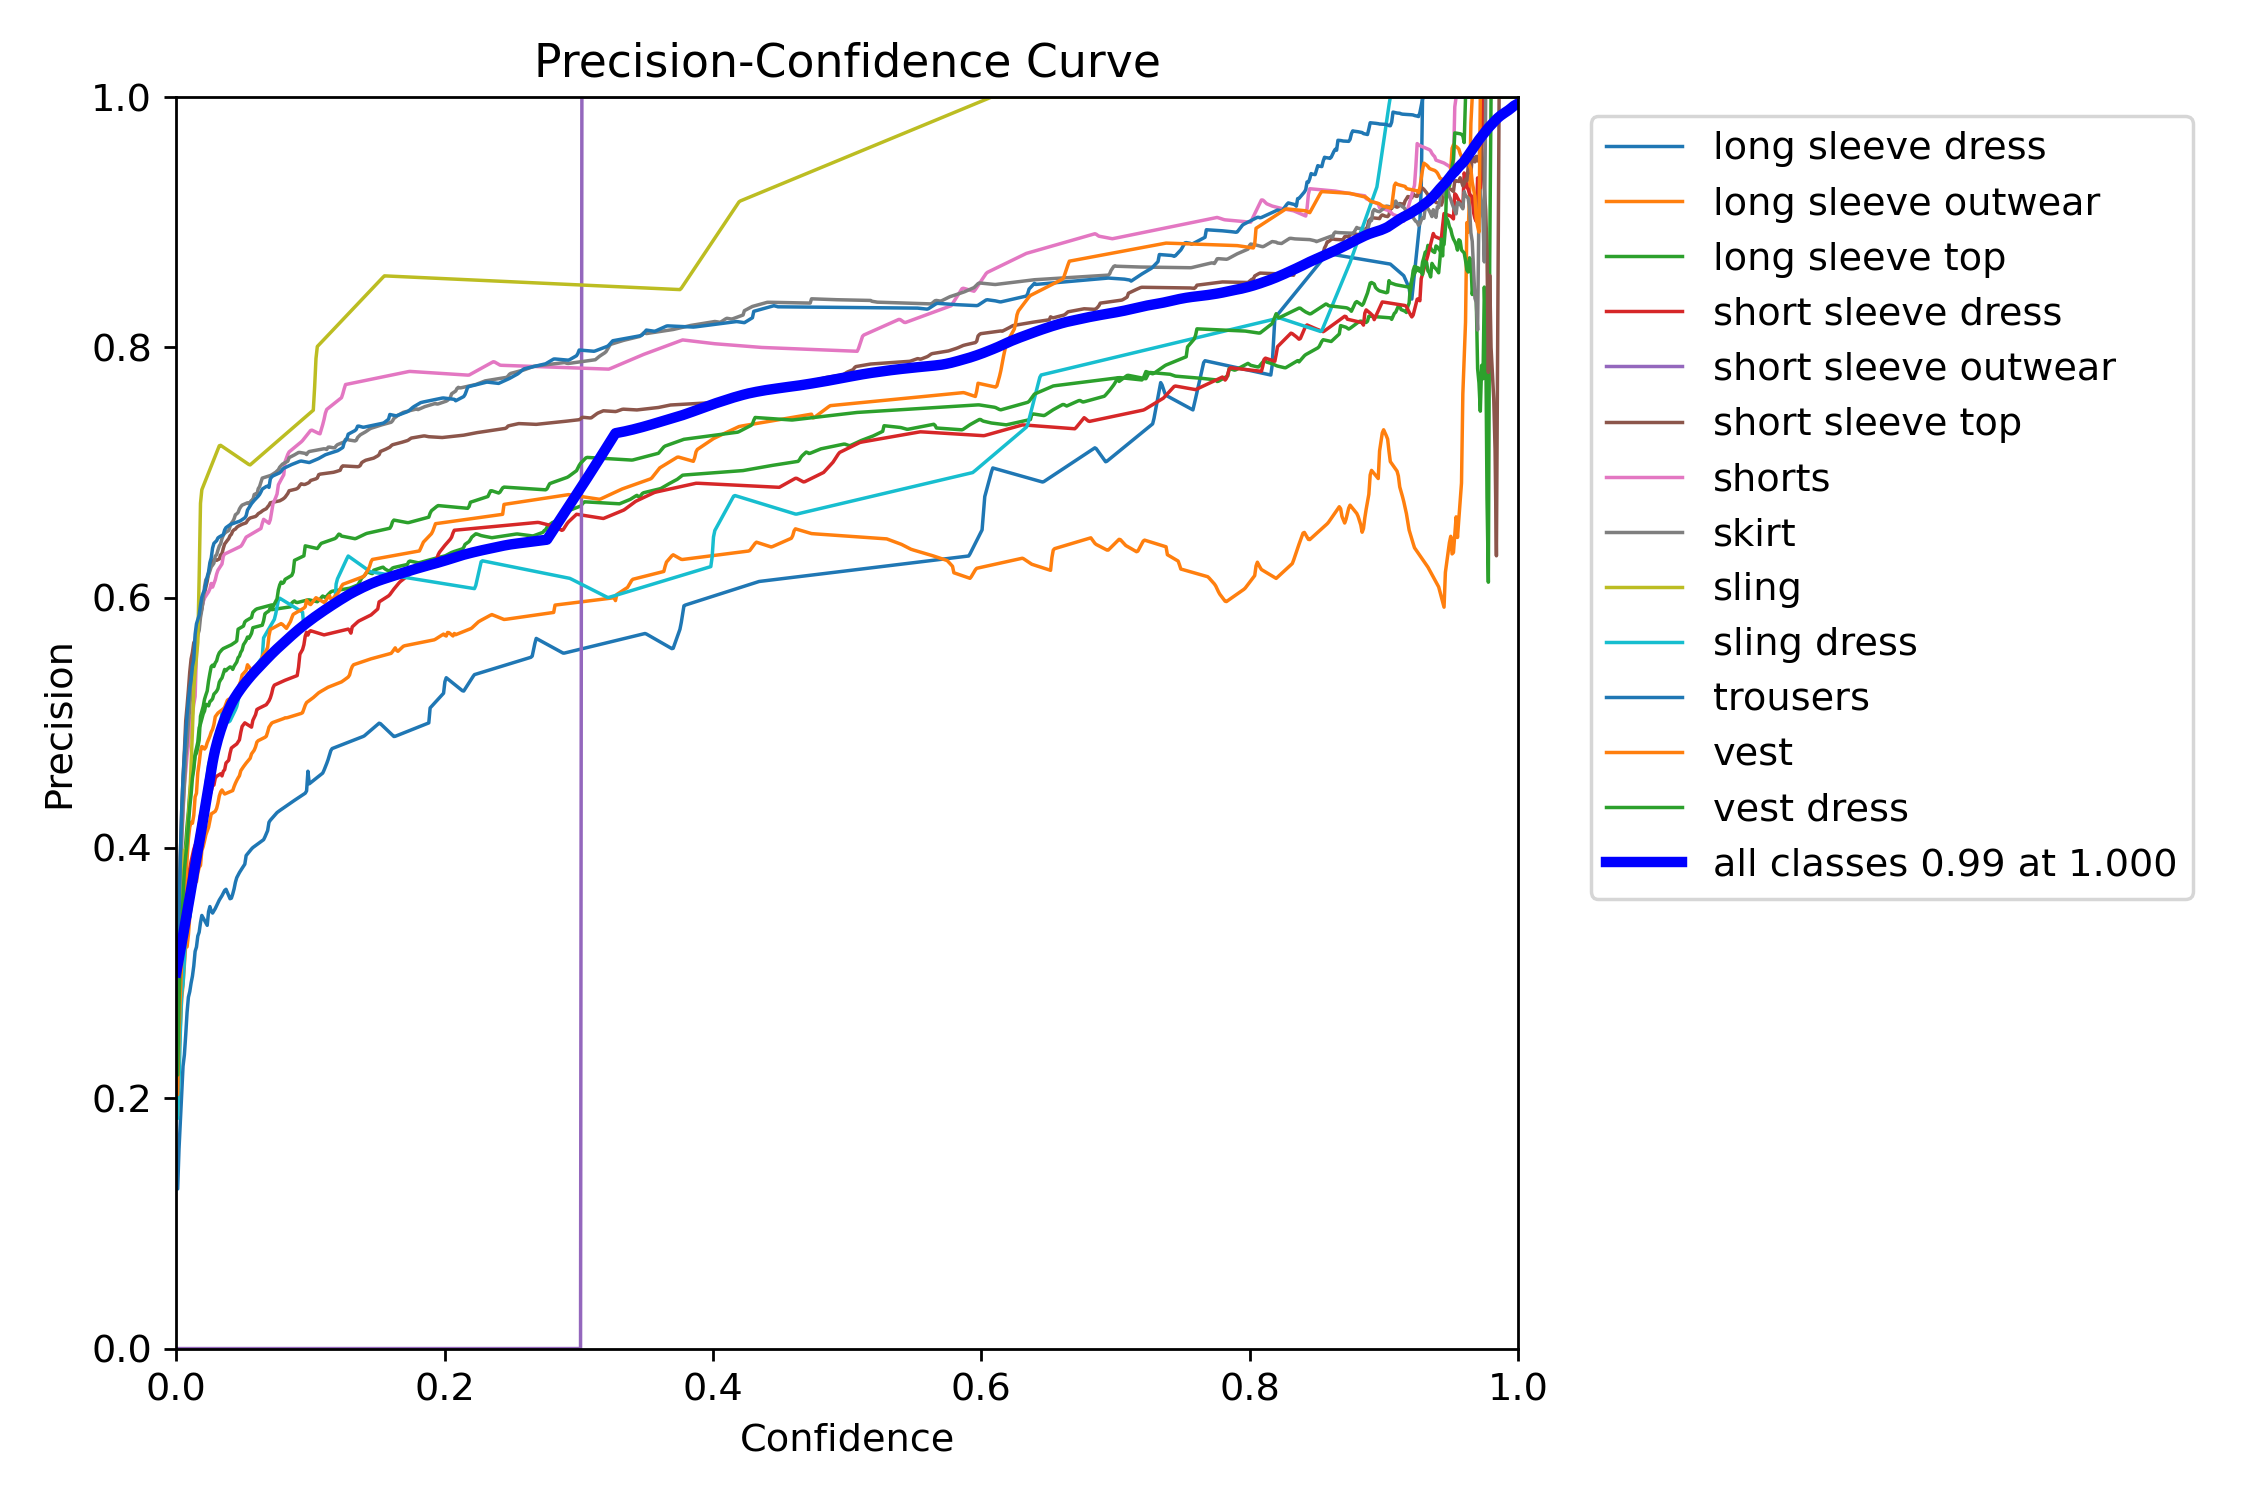 Precision-Confidence Curve
1.0
0.8
0.6
0.4
0.2
0.0
Precision
0.0 0.2 0.4 0.6 0.8 1.0
Confidence
long sleeve dress
long sleeve outwear
long sleeve top
short sleeve dress
short sleeve outwear
short sleeve top
shorts
skirt
sling
sling dress
trousers
vest
vest dress
all classes 0.99 at 1.000